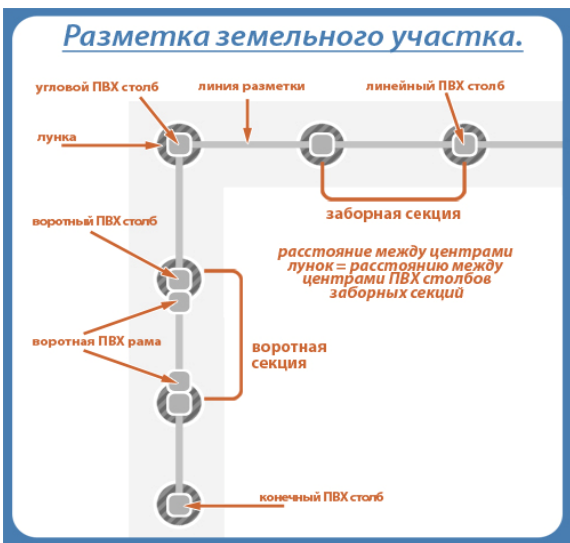 Разметка земельного участка.
угловой ПВХ столб
линия разметки
линейный ПВХ столб
лунка
заборная секция
воротный ПВХ столб
расстояние между центрами
лунок = расстоянию между
центрами ПВХ столбов
заборных секций
воротная ПВХ рама
воротная
секция
конечный ПВХ столб